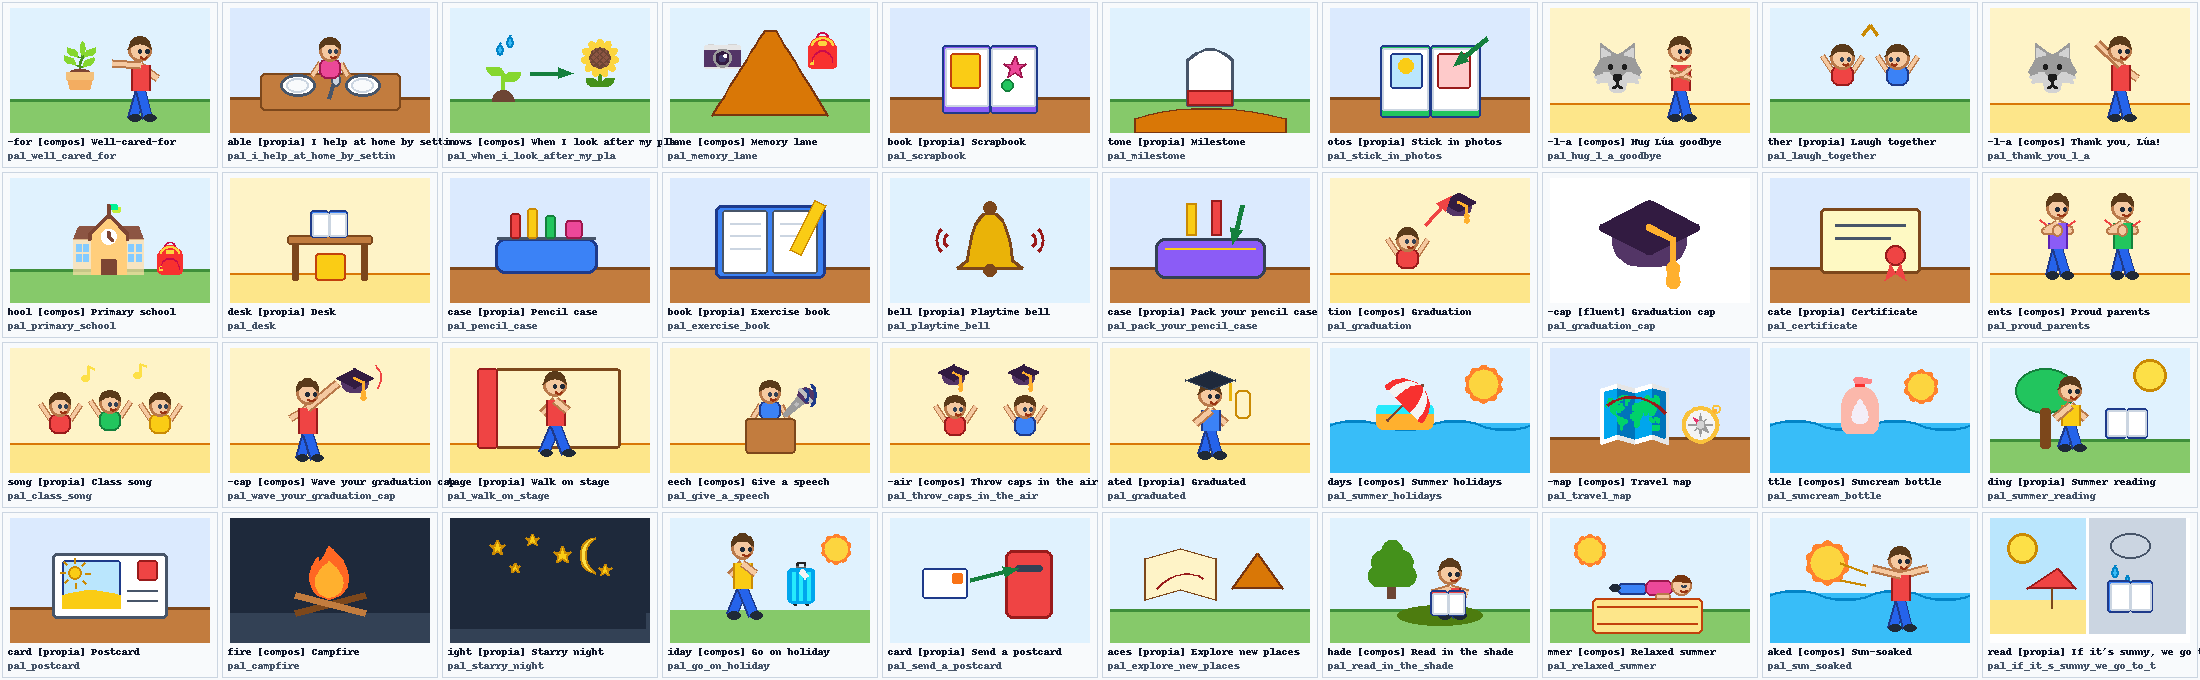 -for [compos] Well-cared-for
pal_well_cared_for
able [propia] I help at home by settin
pal_i_help_at_home_by_settin
nows [compos] When I look after my pla
pal_when_i_look_after_my_pla
lane [compos] Memory lane
pal_memory_lane
book [propia] Scrapbook
pal_scrapbook
tone [propia] Milestone
pal_milestone
otos [propia] Stick in photos
pal_stick_in_photos
-l-a [compos] Hug Lúa goodbye
pal_hug_l_a_goodbye
ther [propia] Laugh together
pal_laugh_together
-l-a [compos] Thank you, Lúa!
pal_thank_you_l_a
hool [compos] Primary school
pal_primary_school
desk [propia] Desk
pal_desk
case [propia] Pencil case
pal_pencil_case
book [propia] Exercise book
pal_exercise_book
bell [propia] Playtime bell
pal_playtime_bell
case [propia] Pack your pencil case
pal_pack_your_pencil_case
tion [compos] Graduation
pal_graduation
-cap [fluent] Graduation cap
pal_graduation_cap
cate [propia] Certificate
pal_certificate
ents [compos] Proud parents
pal_proud_parents
song [propia] Class song
pal_class_song
-cap [compos] Wave your graduation cap
pal_wave_your_graduation_cap
tage [propia] Walk on stage
pal_walk_on_stage
eech [compos] Give a speech
pal_give_a_speech
-air [compos] Throw caps in the air
pal_throw_caps_in_the_air
ated [propia] Graduated
pal_graduated
days [compos] Summer holidays
pal_summer_holidays
-map [compos] Travel map
pal_travel_map
ttle [compos] Suncream bottle
pal_suncream_bottle
ding [propia] Summer reading
pal_summer_reading
card [propia] Postcard
pal_postcard
fire [compos] Campfire
pal_campfire
ight [propia] Starry night
pal_starry_night
iday [compos] Go on holiday
pal_go_on_holiday
card [propia] Send a postcard
pal_send_a_postcard
aces [propia] Explore new places
pal_explore_new_places
hade [compos] Read in the shade
pal_read_in_the_shade
mmer [compos] Relaxed summer
pal_relaxed_summer
aked [compos] Sun-soaked
pal_sun_soaked
read [propia] If it's sunny, we go t
pal_if_it_s_sunny_we_go_to_t